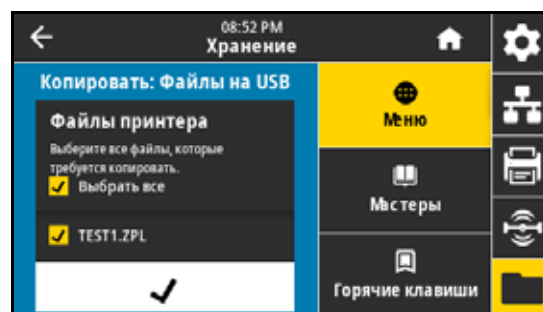 08:52 PM
Хранение
Копировать: Файлы на USB
Файлы принтера
Выберите все файлы, которые
требуется копировать.
Выбрать все
TEST1.ZPL
Меню
Мастеры
Горячие клавиши